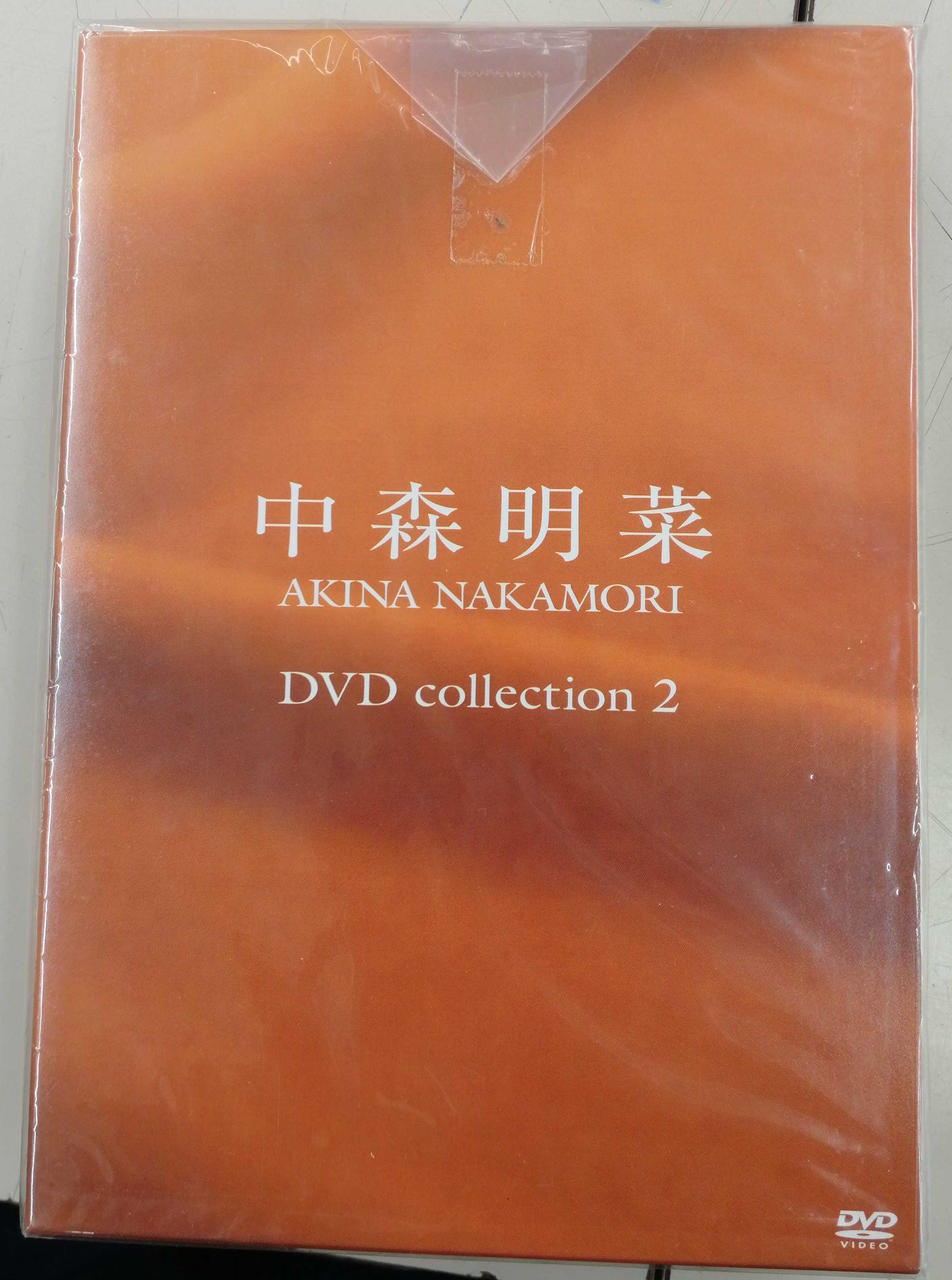 中森明菜
AKINA NAKAMORI
DVD collection 2
DVD
VIDEO